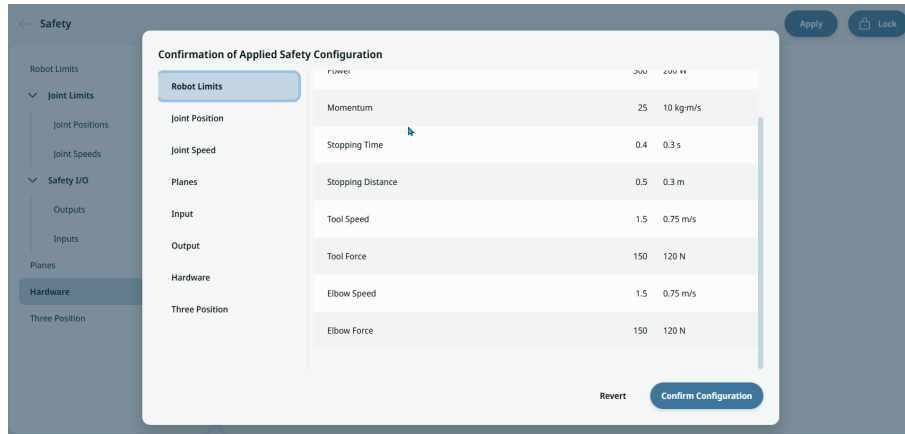 Safety
Apply
Lock
Robot Limits
Joint Limits
Joint Positions
Joint Speeds
Safety I/O
Outputs
Inputs
Planes
Hardware
Three Position
Confirmation of Applied Safety Configuration
Robot Limits
Joint Position
Joint Speed
Planes
Input
Output
Hardware
Three Position
Power 300 200 W
Momentum 25 10 kg·m/s
Stopping Time 0.4 0.3 s
Stopping Distance 0.5 0.3 m
Tool Speed 1.5 0.75 m/s
Tool Force 150 120 N
Elbow Speed 1.5 0.75 m/s
Elbow Force 150 120 N
Revert
Confirm Configuration